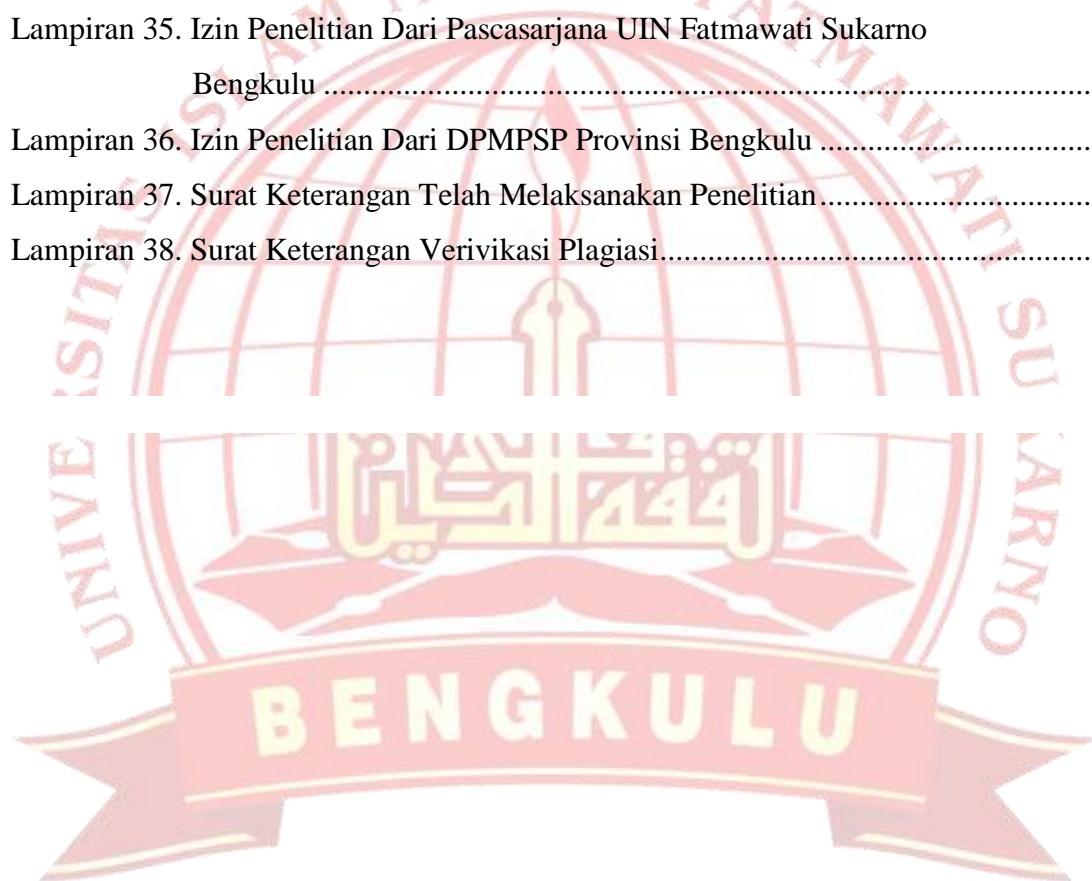 Lampiran 35. Izin Penelitian Dari Pascasarjana UIN Fatmawati Sukarno
Bengkulu ...............................................................................................
Lampiran 36. Izin Penelitian Dari DPMPSP Provinsi Bengkulu ..................................
Lampiran 37. Surat Keterangan Telah Melaksanakan Penelitian..................................
Lampiran 38. Surat Keterangan Verivikasi Plagiasi.....................................................
BENGKULU